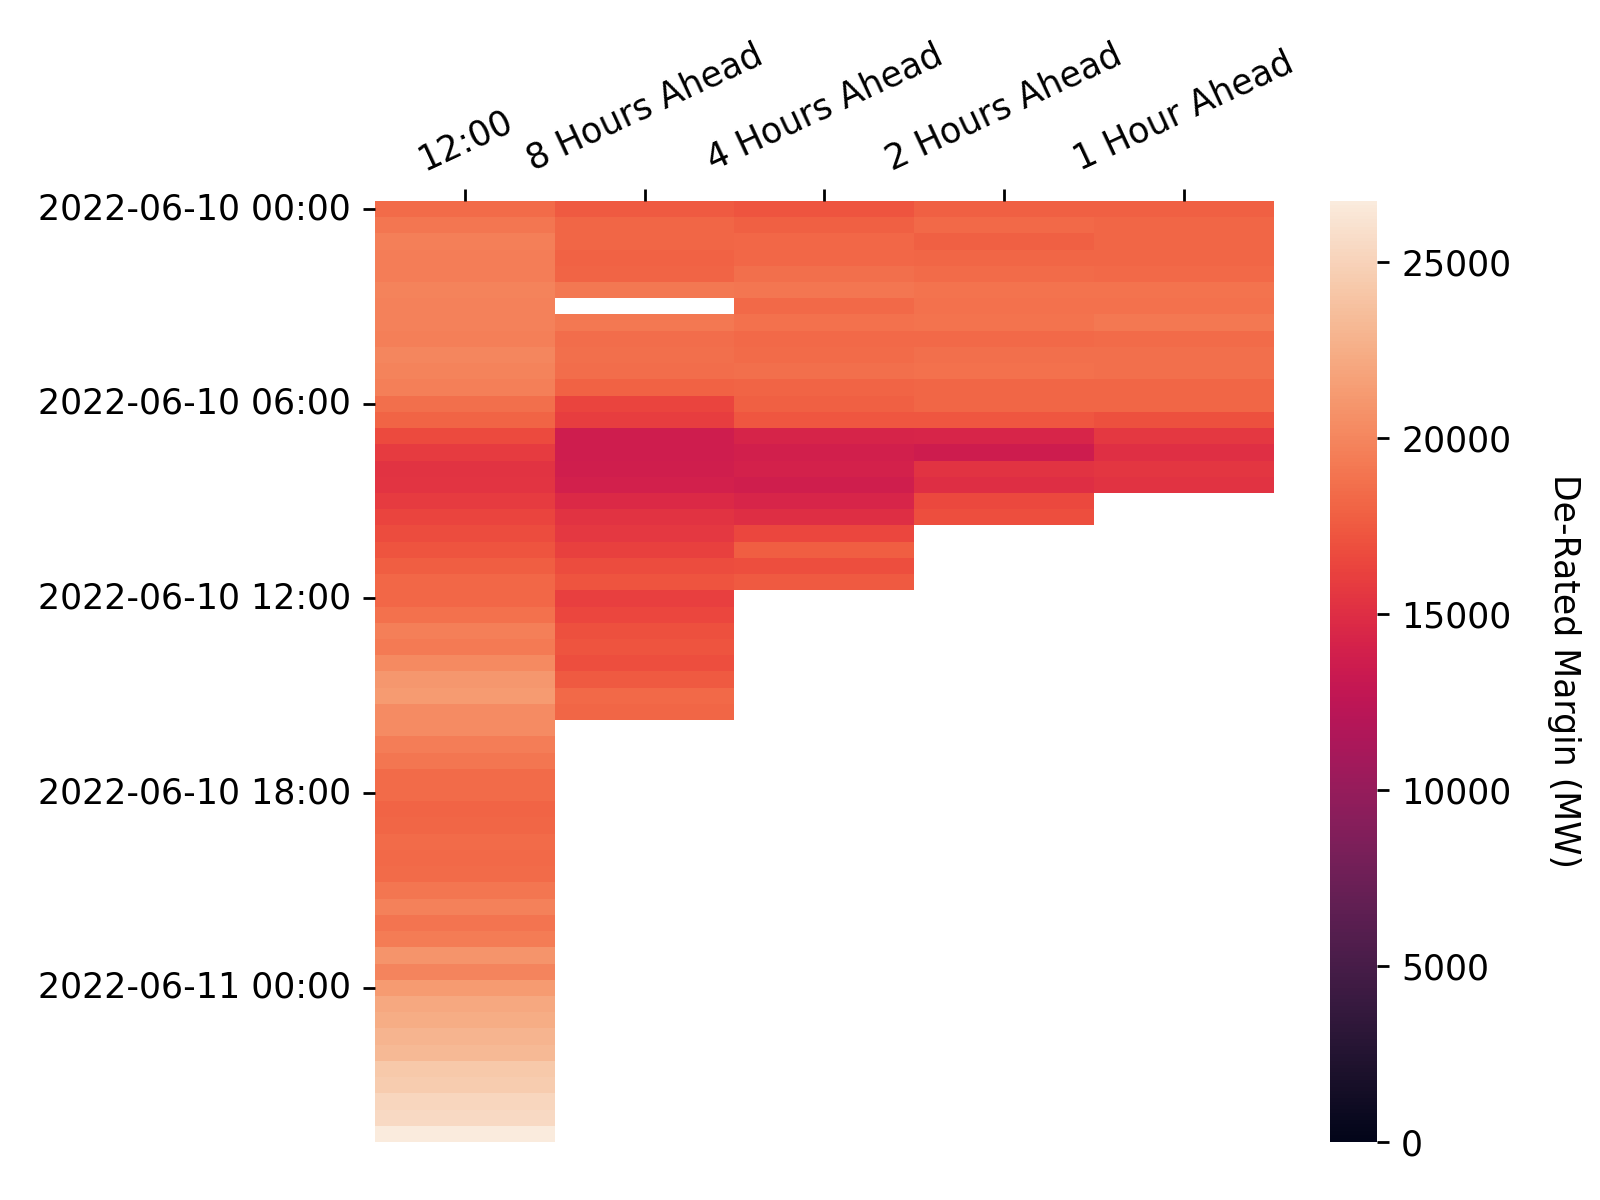 12:00
8 Hours Ahead
4 Hours Ahead
2 Hours Ahead
1 Hour Ahead
2022-06-10 00:00
2022-06-10 06:00
2022-06-10 12:00
2022-06-10 18:00
2022-06-11 00:00
25000
20000
15000
10000
5000
0
De-Rated Margin (MW)